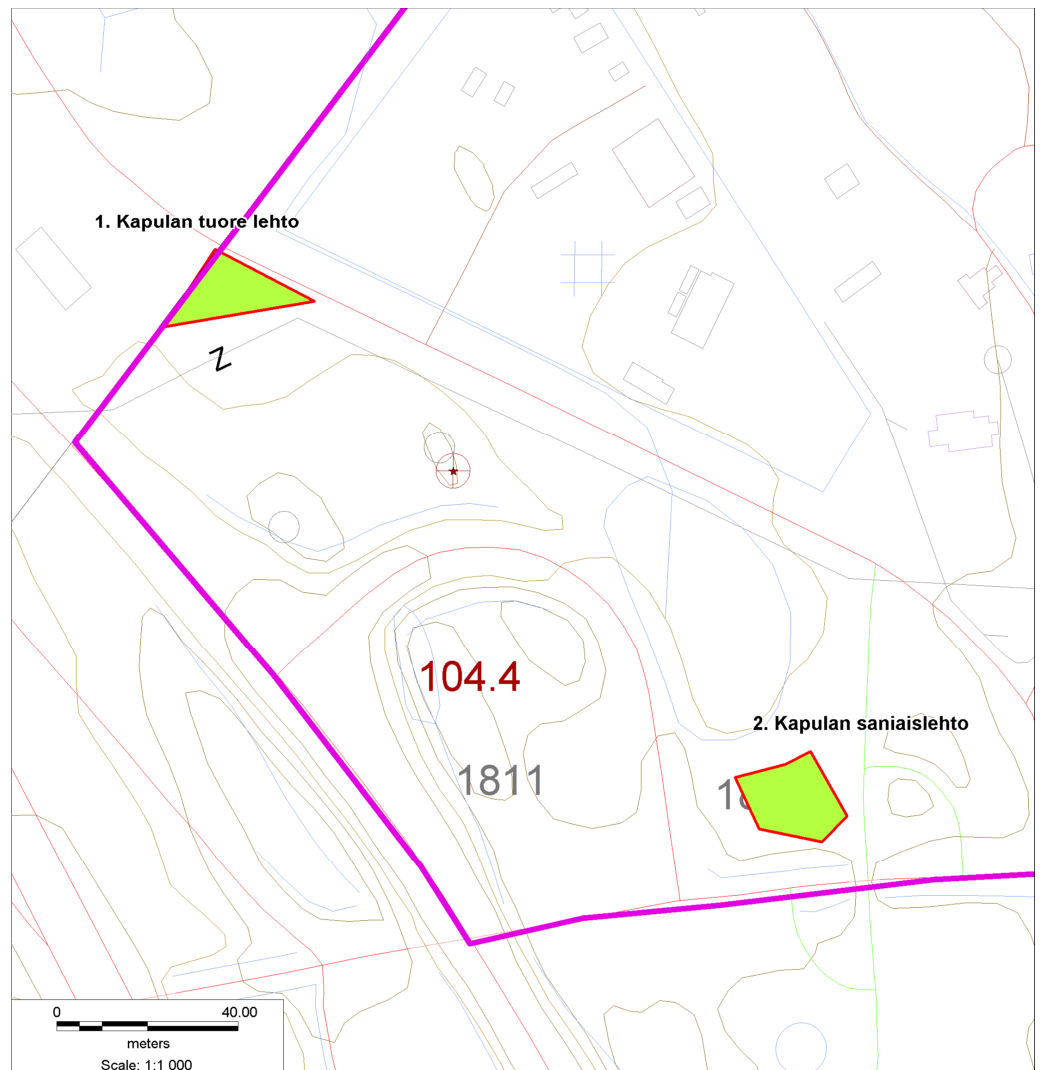 1. Kapulan tuore lehto
N
104.4
2. Kapulan saniaislehto
1811
0 40.00
meters
Scale: 1:1 000